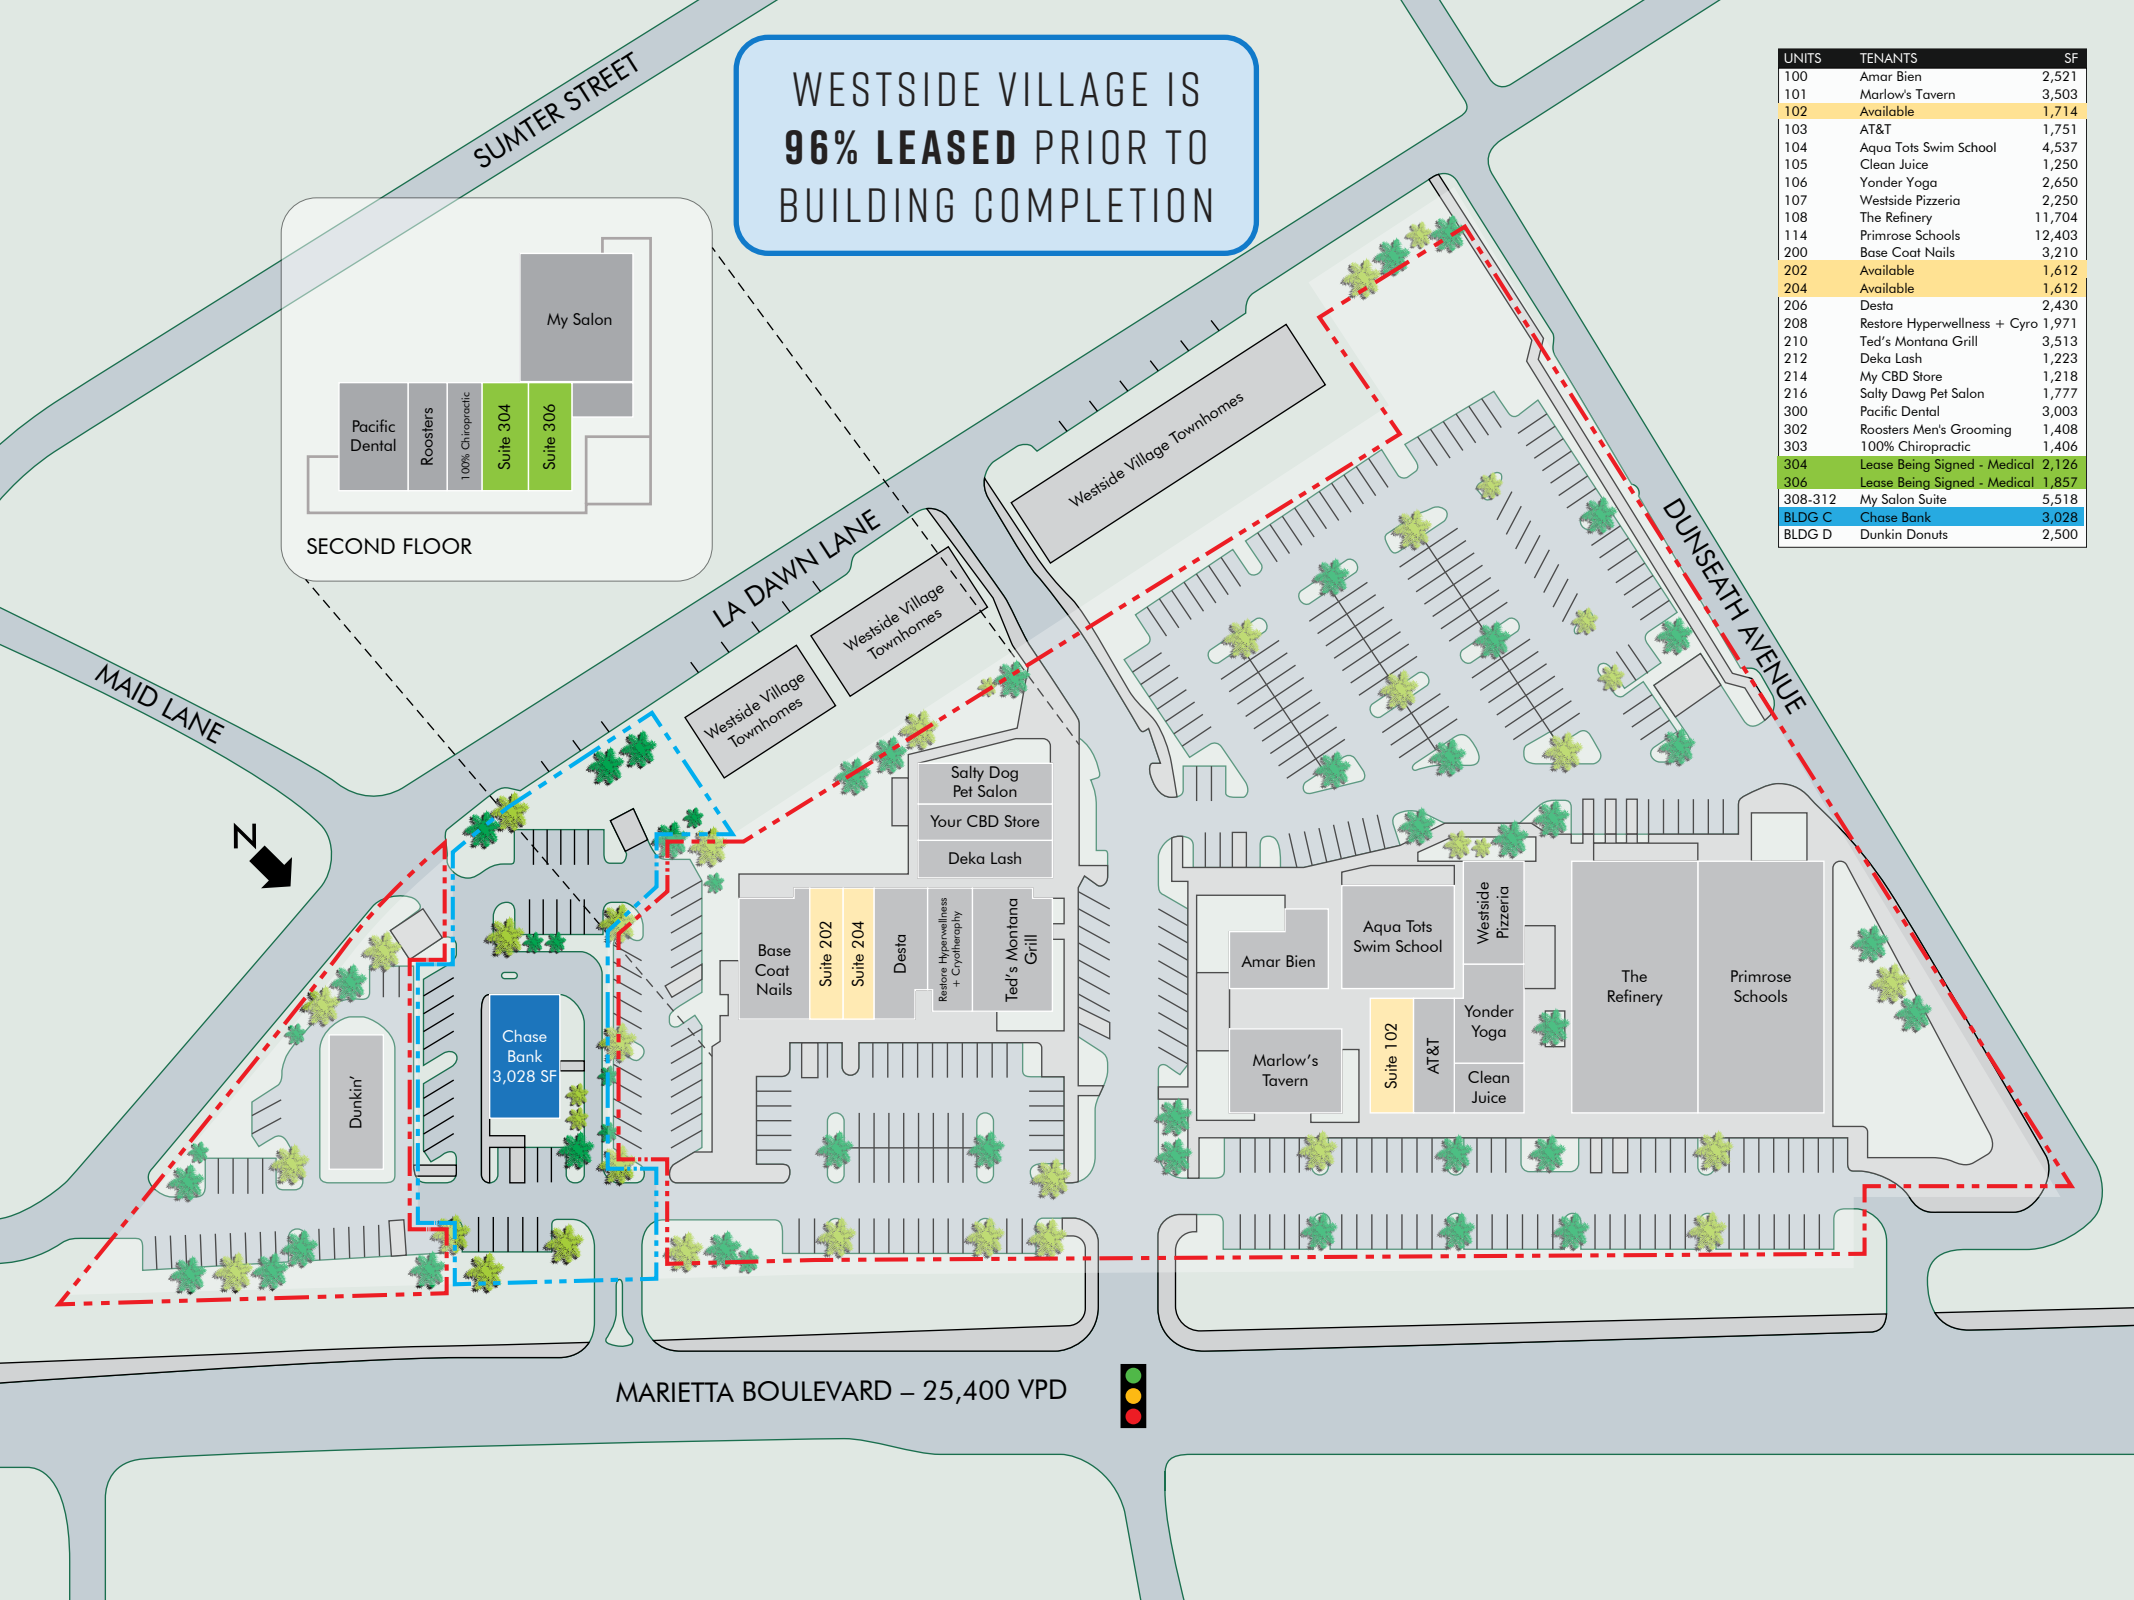 WESTSIDE VILLAGE IS
96% LEASED PRIOR TO
BUILDING COMPLETION
UNITS TENANTS SF
100 Amar Bien 2,521
101 Marlow's Tavern 3,503
102 Available 1,714
103 AT&T 1,751
104 Aqua Tots Swim School 4,537
105 Clean Juice 1,250
106 Yonder Yoga 2,650
107 Westside Pizzeria 2,250
108 The Refinery 11,704
114 Primrose Schools 12,403
200 Base Coat Nails 3,210
202 Available 1,612
204 Available 1,612
206 Desta 2,430
208 Restore Hyperwellness + Cyro 1,971
210 Ted's Montana Grill 3,513
212 Deka Lash 1,223
214 My CBD Store 1,218
216 Salty Dawg Pet Salon 1,777
300 Pacific Dental 3,003
302 Roosters Men's Grooming 1,408
303 100% Chiropractic 1,406
304 Lease Being Signed - Medical 2,126
306 Lease Being Signed - Medical 1,857
308-312 My Salon Suite 5,518
BLDG C Chase Bank 3,028
BLDG D Dunkin Donuts 2,500
SUMTER STREET
My Salon
Pacific
Dental
Roosters
100% Chiropractic
Suite 304
Suite 306
SECOND FLOOR
LA DAWN LANE
MAID LANE
DUNSEATH AVENUE
Westside Village Townhomes
Westside Village
Townhomes
Westside Village
Townhomes
N
Salty Dog
Pet Salon
Your CBD Store
Deka Lash
Base
Coat
Nails
Suite 202
Suite 204
Desta
Restore Hyperwellness
+ Cryotheraphy
Ted's Montana
Grill
Amar Bien
Aqua Tots
Swim School
Westside
Pizzeria
The
Refinery
Primrose
Schools
Marlow's
Tavern
Suite 102
AT&T
Yonder
Yoga
Clean
Juice
Dunkin'
Chase
Bank
3,028 SF
MARIETTA BOULEVARD – 25,400 VPD